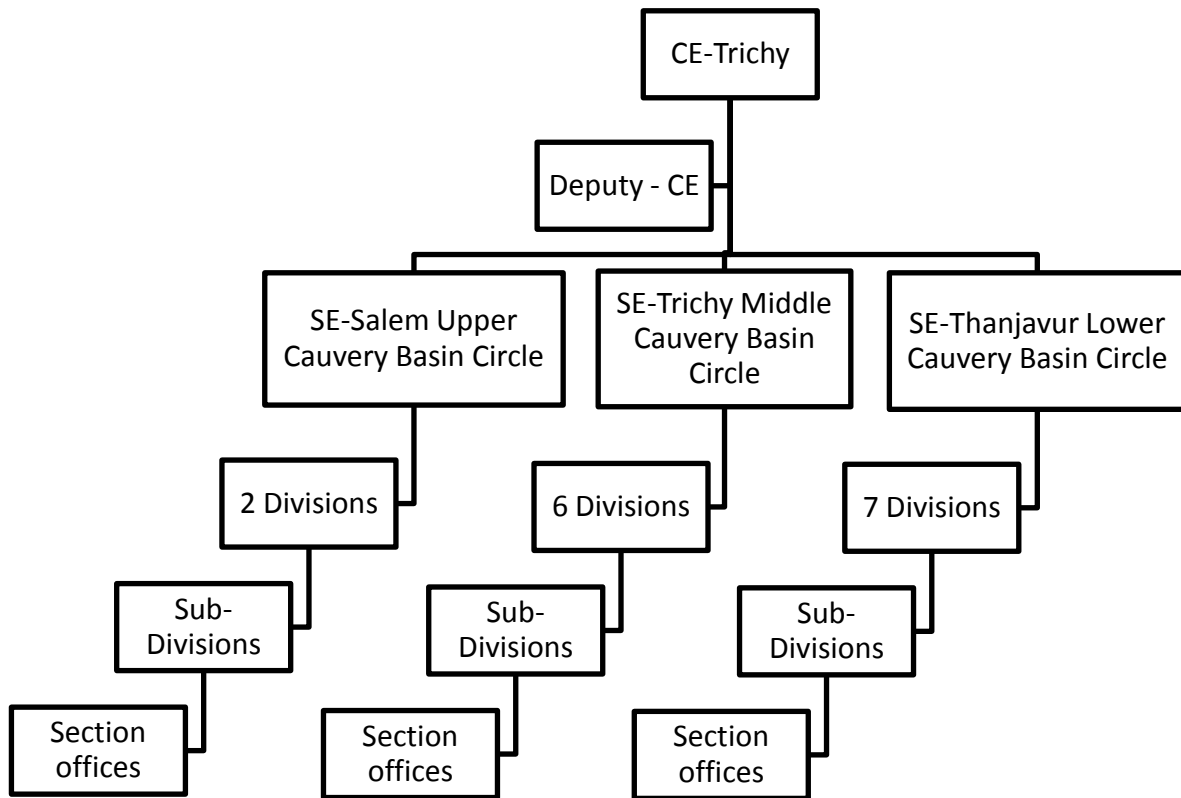 CE-Trichy
Deputy - CE
SE-Salem Upper
Cauvery Basin Circle
SE-Trichy Middle
Cauvery Basin
Circle
SE-Thanjavur Lower
Cauvery Basin Circle
2 Divisions
6 Divisions
7 Divisions
Sub-
Divisions
Sub-
Divisions
Sub-
Divisions
Section
offices
Section
offices
Section
offices